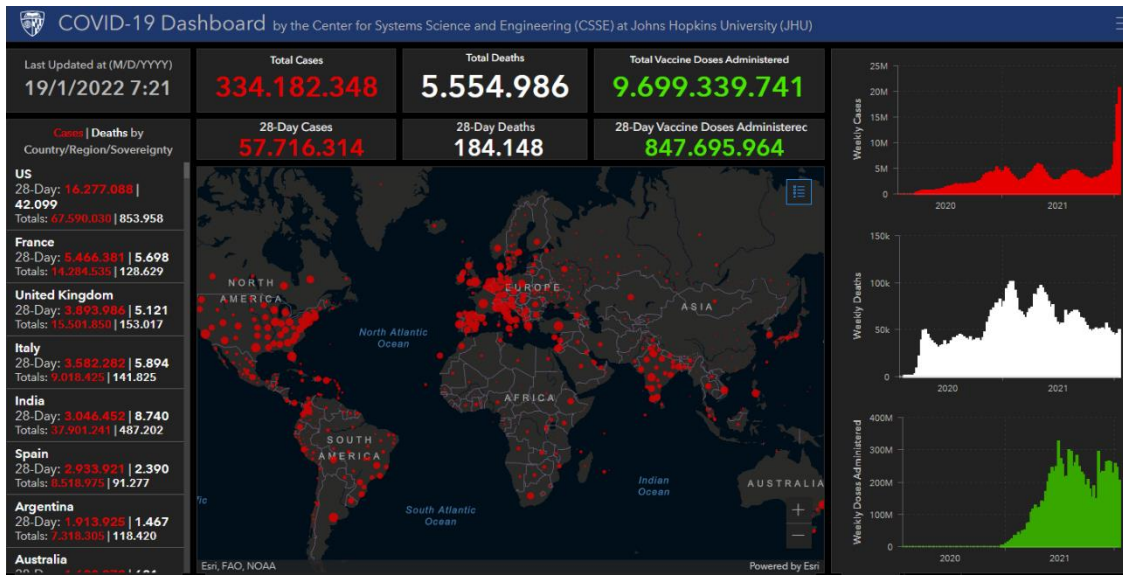 COVID-19 Dashboard by the Center for Systems Science and Engineering (CSSE) at Johns Hopkins University (JHU)
Last Updated at (M/D/YYYY)
19/1/2022 7:21
Cases | Deaths by
Country/Region/Sovereignty
US
28-Day: 16.277.088 |
42.099
Totals: 67.590.030 | 853.958
France
28-Day: 5.466.381 | 5.698
Totals: 14.284.535 | 128.629
United Kingdom
28-Day: 3.893.986 | 5.121
Totals: 15.501.850 | 153.017
Italy
28-Day: 3.582.282 | 5.894
Totals: 9.018.425 | 141.825
India
28-Day: 3.046.452 | 8.740
Totals: 37.901.241 | 487.202
Spain
28-Day: 2.933.921 | 2.390
Totals: 8.518.975 | 91.277
Argentina
28-Day: 1.913.925 | 1.467
Totals: 7.318.305 | 118.420
Australia
Total Cases
334.182.348
Total Deaths
5.554.986
Total Vaccine Doses Administered
9.699.339.741
28-Day Cases
57.716.314
28-Day Deaths
184.148
28-Day Vaccine Doses Administerec
847.695.964
NORTH
AMERICA
EUROPE
ASIA
North Atlantic
Ocean
AFRICA
SOUTH
AMERICA
Indian
Ocean
AUSTRALIA
fic
South Atlantic
Ocean
+
−
Esri, FAO, NOAA
Powered by Esri
Weekly Cases
25M
20M
15M
10M
5M
0
2020
2021
Weekly Deaths
150k
100k
50k
0
2020
2021
Weekly Doses Administered
400M
300M
200M
100M
0
2020
2021